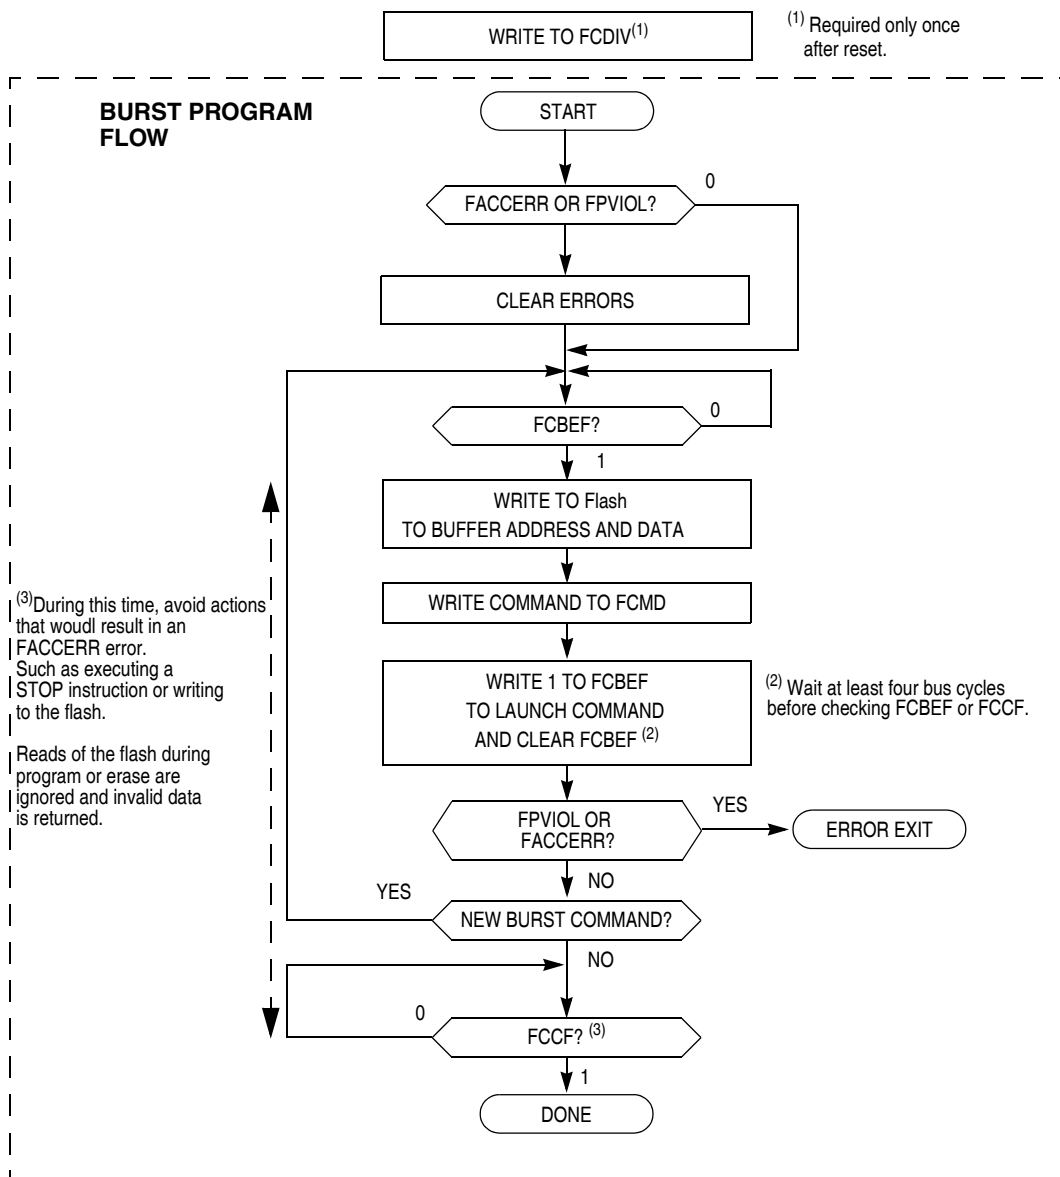 WRITE TO FCDIV(1)
(1) Required only once
after reset.
BURST PROGRAM
FLOW
START
0
FACCERR OR FPVIOL?
CLEAR ERRORS
0
FCBEF?
1
WRITE TO Flash
TO BUFFER ADDRESS AND DATA
WRITE COMMAND TO FCMD
(3)During this time, avoid actions
that woudl result in an
FACCERR error.
Such as executing a
STOP instruction or writing
to the flash.
Reads of the flash during
program or erase are
ignored and invalid data
is returned.
WRITE 1 TO FCBEF
TO LAUNCH COMMAND
AND CLEAR FCBEF (2)
(2) Wait at least four bus cycles
before checking FCBEF or FCCF.
FPVIOL OR
FACCERR?
YES
ERROR EXIT
NO
YES
NEW BURST COMMAND?
NO
0
FCCF? (3)
1
DONE